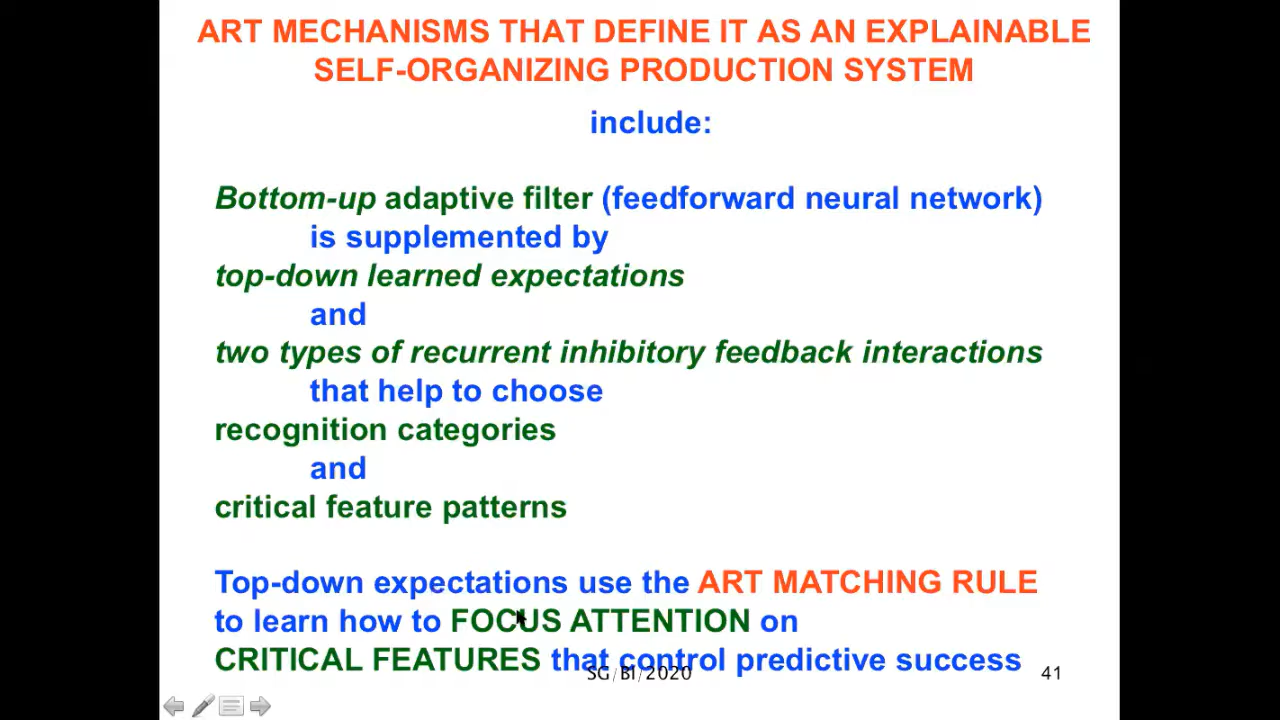 ART MECHANISMS THAT DEFINE IT AS AN EXPLAINABLE
SELF-ORGANIZING PRODUCTION SYSTEM
include:
Bottom-up adaptive filter (feedforward neural network)
is supplemented by
top-down learned expectations
and
two types of recurrent inhibitory feedback interactions
that help to choose
recognition categories
and
critical feature patterns
Top-down expectations use the ART MATCHING RULE
to learn how to FOCUS ATTENTION on
CRITICAL FEATURES that control predictive success
SG/BI/2020
41